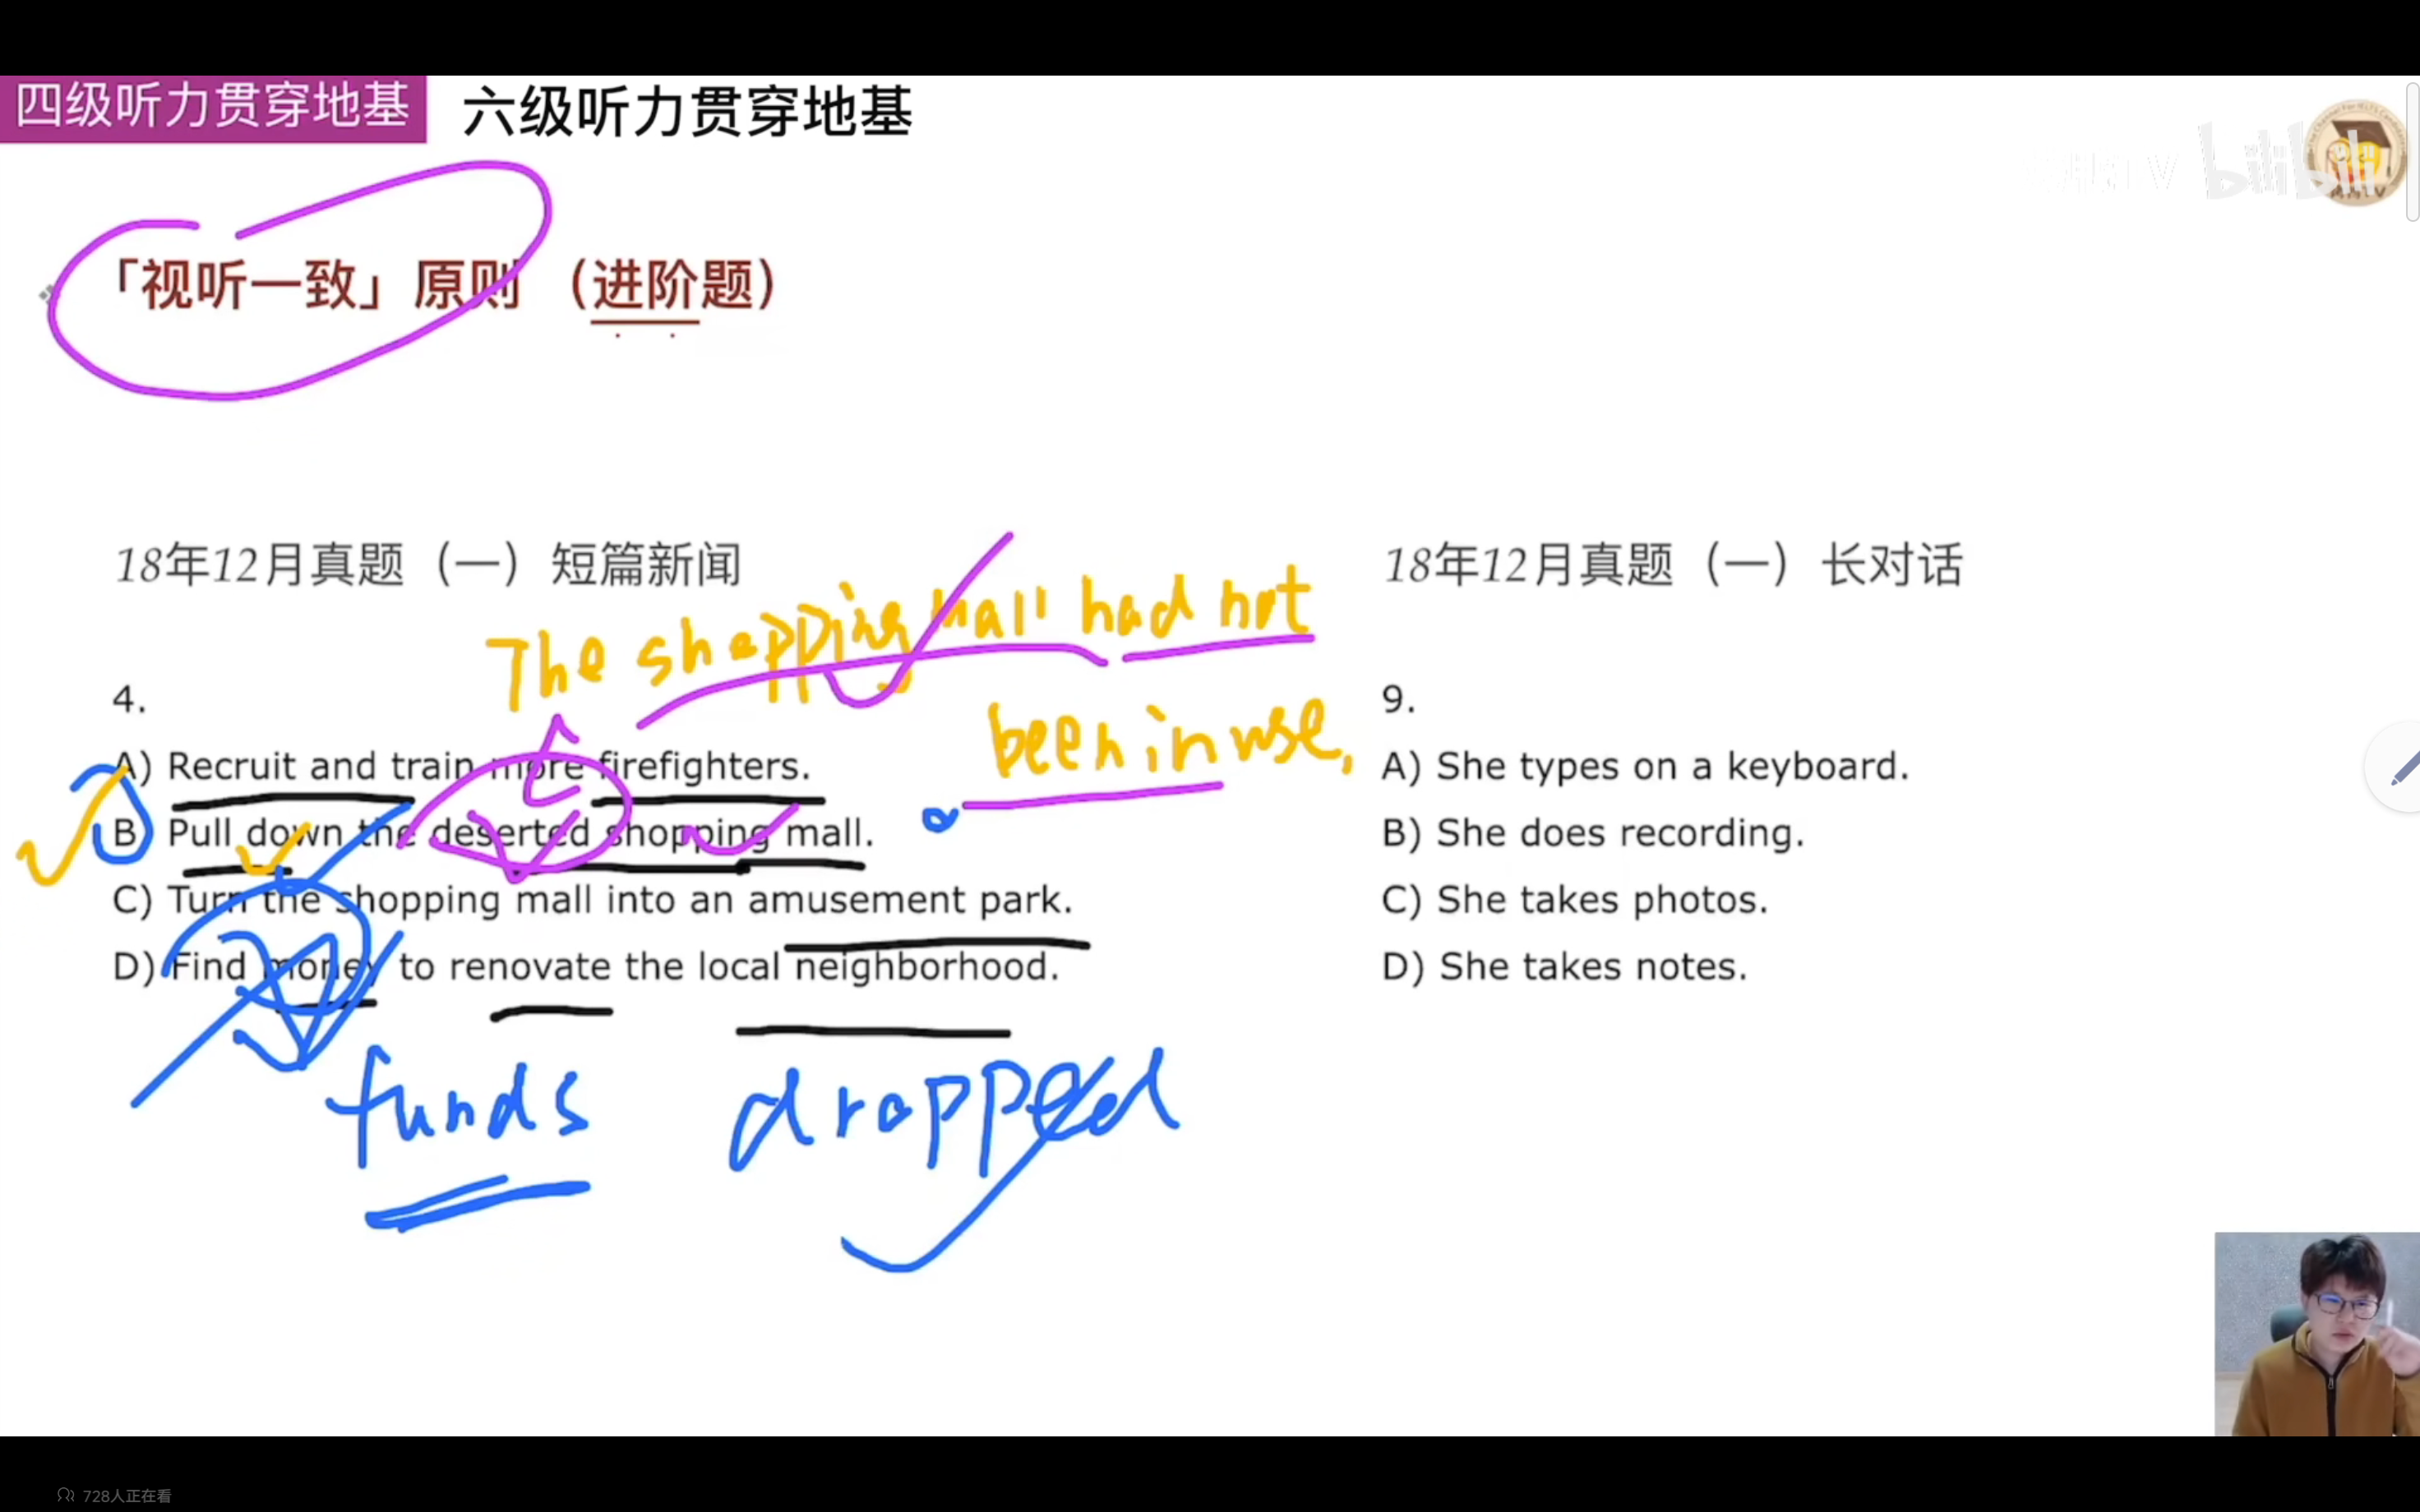 四级听力贯穿地基
六级听力贯穿地基
bilibili
「视听一致」原则（进阶题）
18年12月真题（一）短篇新闻
The shopping mall had not
been in use,
4.
A) Recruit and train more firefighters.
B) Pull down the deserted shopping mall.
C) Turn the shopping mall into an amusement park.
D) Find money to renovate the local neighborhood.
funds dropped
18年12月真题（一）长对话
9.
A) She types on a keyboard.
B) She does recording.
C) She takes photos.
D) She takes notes.
728人正在看